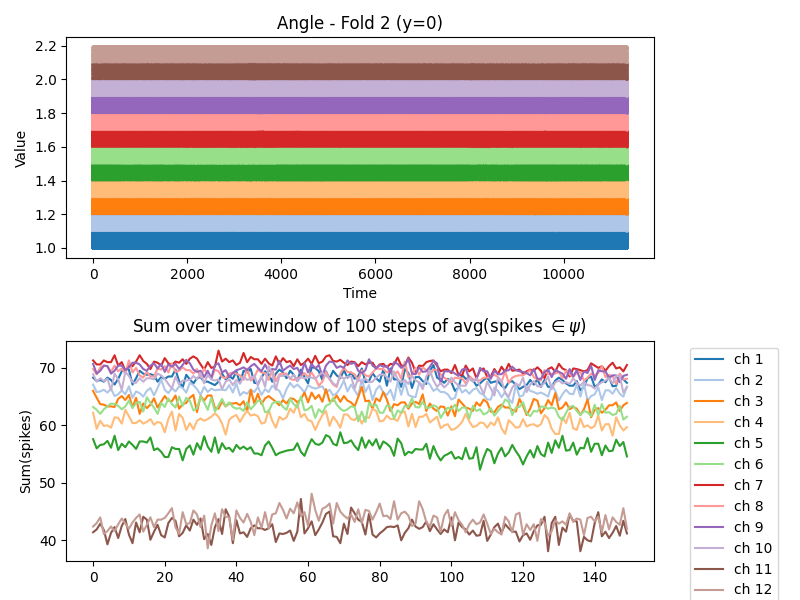 Angle - Fold 2 (y=0)
2.2
2.0
1.8
1.6
1.4
1.2
1.0
Value
0 2000 4000 6000 8000 10000
Time
Sum over timewindow of 100 steps of avg(spikes ∈ ψ)
70
60
50
40
Sum(spikes)
0 20 40 60 80 100 120 140
ch 1
ch 2
ch 3
ch 4
ch 5
ch 6
ch 7
ch 8
ch 9
ch 10
ch 11
ch 12